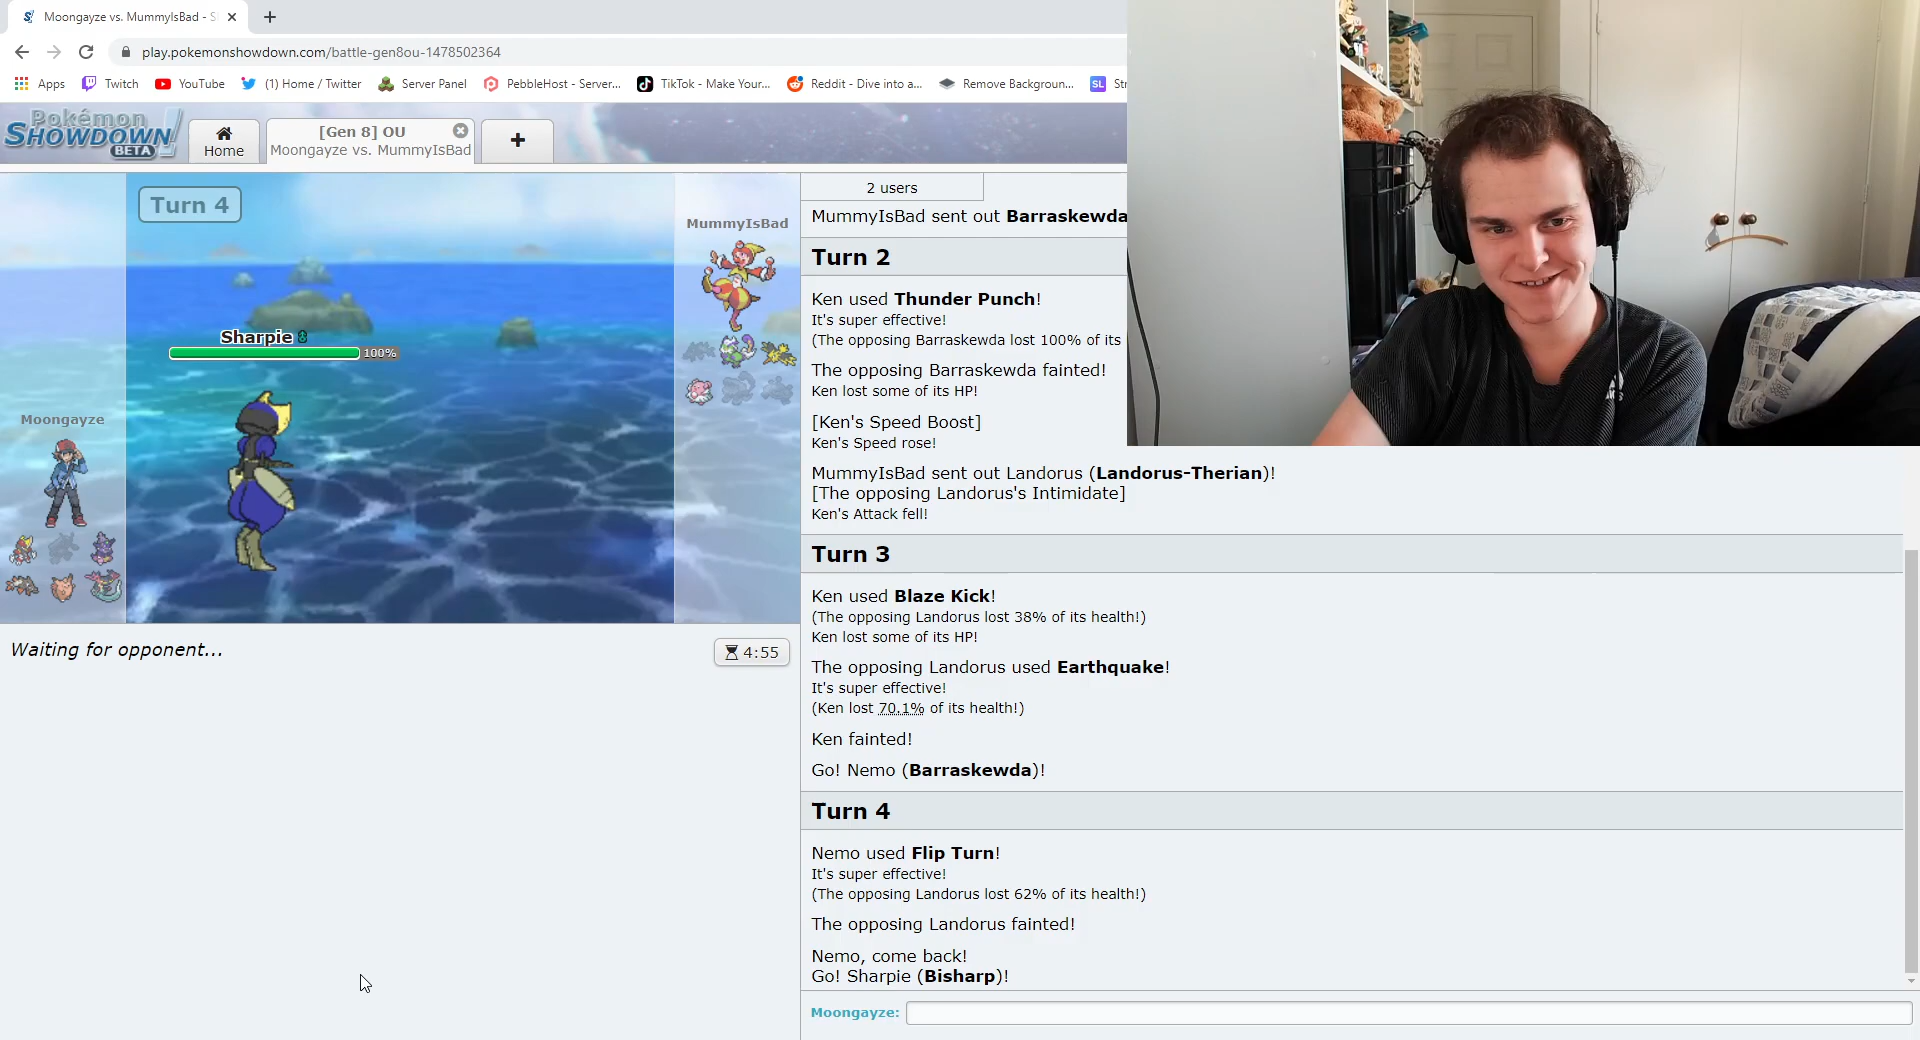 Moongayze vs. MummyIsBad - S
play.pokemonshowdown.com/battle-gen8ou-1478502364
Apps
Twitch
YouTube
(1) Home / Twitter
Server Panel
PebbleHost - Server...
TikTok - Make Your...
Reddit - Dive into a...
Remove Backgroun...
SL
Str
Pokémon
SHOWDOWN!
BETA
Home
[Gen 8] OU
Moongayze vs. MummyIsBad
Turn 4
MummyIsBad
Sharpie
100%
Moongayze
Waiting for opponent...
4:55
2 users
MummyIsBad sent out Barraskewda
Turn 2
Ken used Thunder Punch!
It's super effective!
(The opposing Barraskewda lost 100% of its
The opposing Barraskewda fainted!
Ken lost some of its HP!
[Ken's Speed Boost]
Ken's Speed rose!
MummyIsBad sent out Landorus (Landorus-Therian)!
[The opposing Landorus's Intimidate]
Ken's Attack fell!
Turn 3
Ken used Blaze Kick!
(The opposing Landorus lost 38% of its health!)
Ken lost some of its HP!
The opposing Landorus used Earthquake!
It's super effective!
(Ken lost 70.1% of its health!)
Ken fainted!
Go! Nemo (Barraskewda)!
Turn 4
Nemo used Flip Turn!
It's super effective!
(The opposing Landorus lost 62% of its health!)
The opposing Landorus fainted!
Nemo, come back!
Go! Sharpie (Bisharp)!
Moongayze: